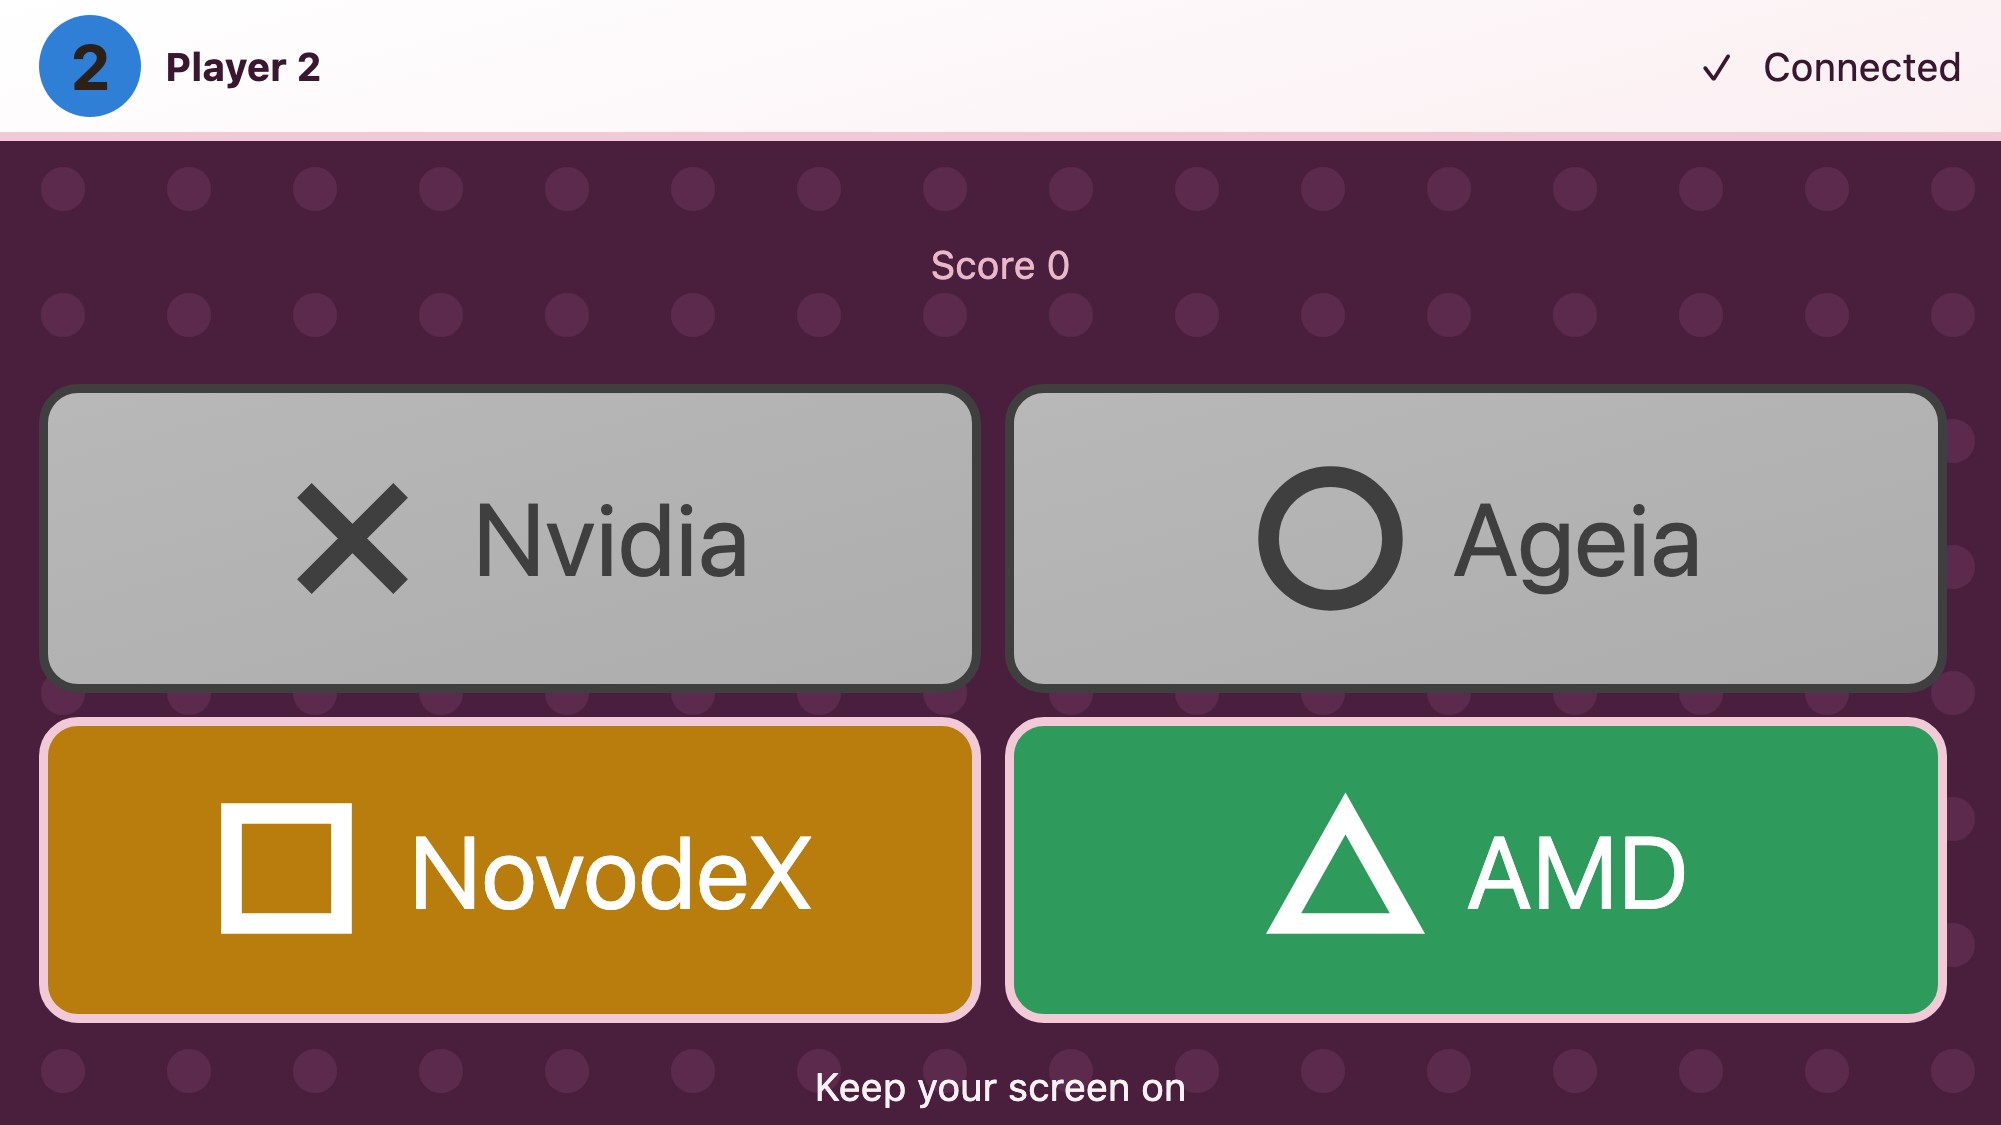 2 Player 2
✓ Connected
Score 0
Nvidia
Ageia
NovodeX
AMD
Keep your screen on